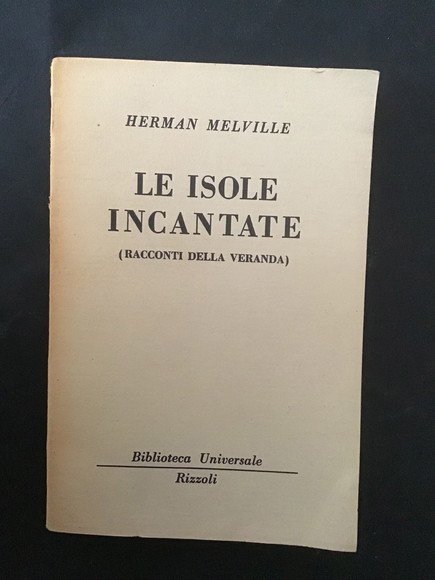 HERMAN MELVILLE
LE ISOLE
INCANTATE
(RACCONTI DELLA VERANDA)
Biblioteca Universale
Rizzoli